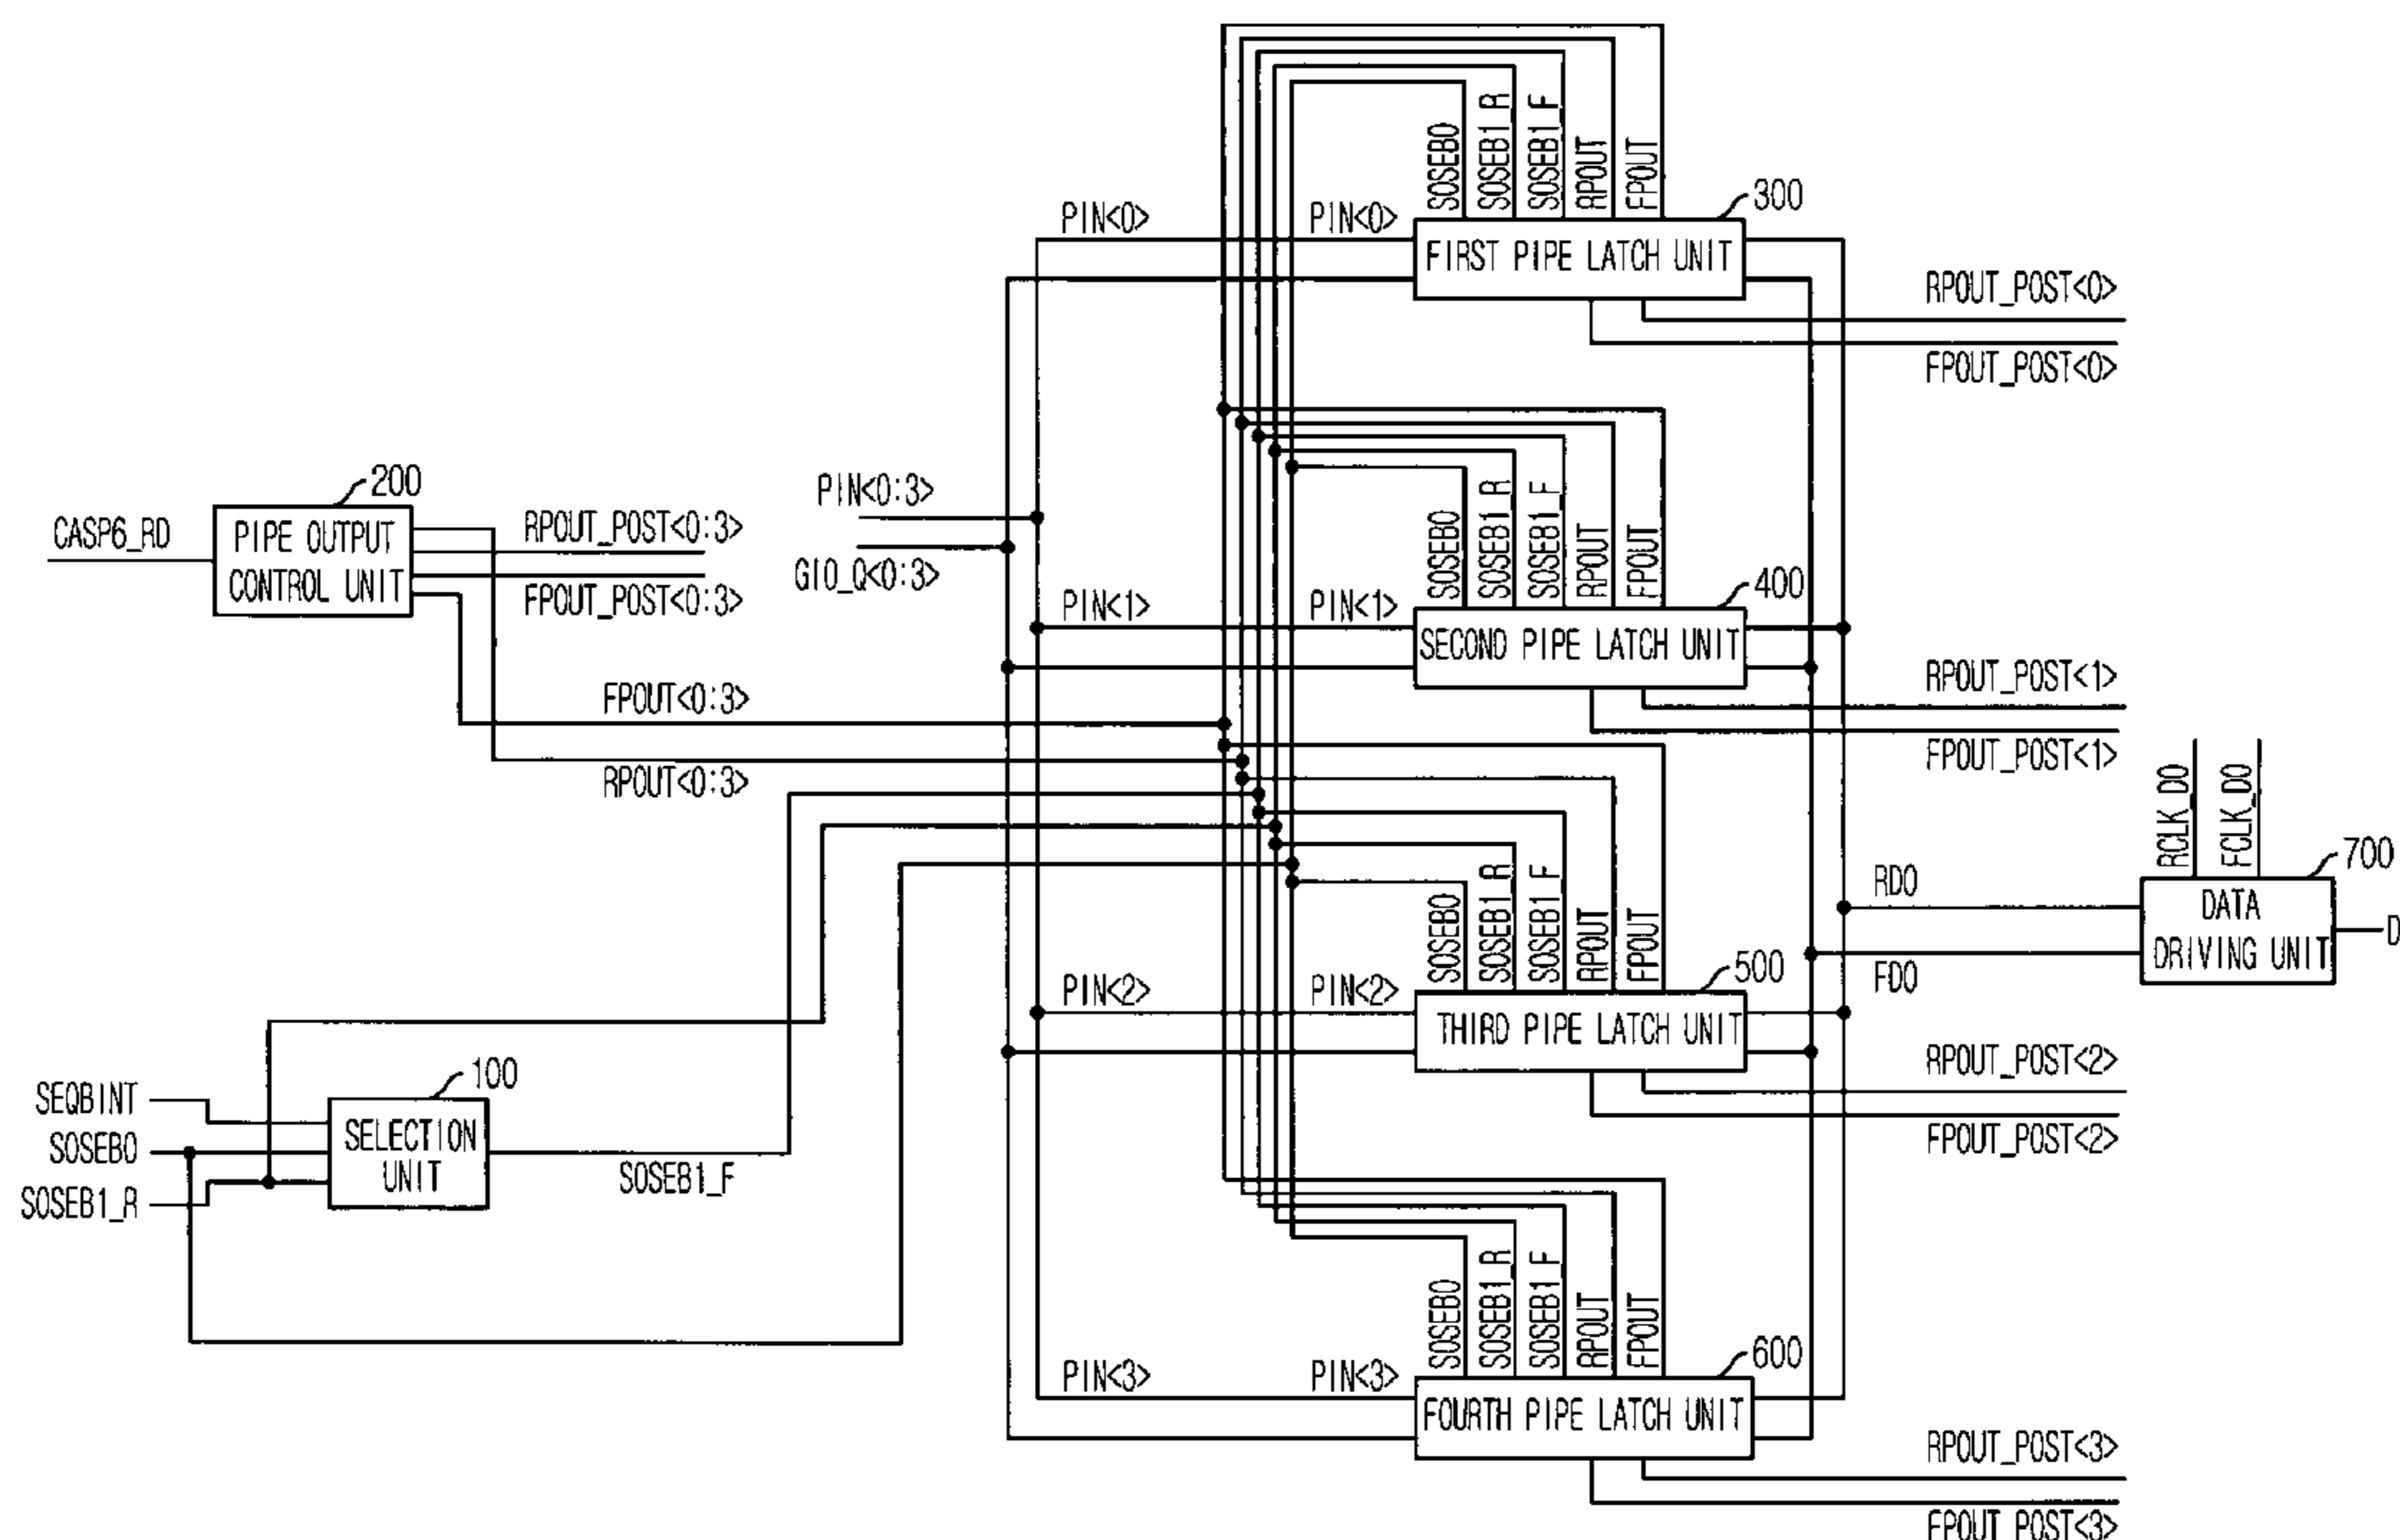 SOSEB0
SOSEB1_R
SOSEB1_F
RPOUT
FPOUT
300
PIN<0>
PIN<0>
FIRST PIPE LATCH UNIT
RPOUT_POST<0>
FPOUT_POST<0>
200
CASP6_RD
PIPE OUTPUT
CONTROL UNIT
RPOUT_POST<0:3>
FPOUT_POST<0:3>
PIN<0:3>
GIO_Q<0:3>
SOSEB0
SOSEB1_R
SOSEB1_F
RPOUT
FPOUT
400
PIN<1>
PIN<1>
SECOND PIPE LATCH UNIT
RPOUT_POST<1>
FPOUT_POST<1>
FPOUT<0:3>
RPOUT<0:3>
RCLK_DO
FCLK_DO
700
RDO
FDO
DATA
DRIVING UNIT
D
SOSEB0
SOSEB1_R
SOSEB1_F
RPOUT
FPOUT
500
PIN<2>
PIN<2>
THIRD PIPE LATCH UNIT
RPOUT_POST<2>
FPOUT_POST<2>
100
SEQBINT
SOSEB0
SOSEB1_R
SELECTION
UNIT
SOSEB1_F
SOSEB0
SOSEB1_R
SOSEB1_F
RPOUT
FPOUT
600
PIN<3>
PIN<3>
FOURTH PIPE LATCH UNIT
RPOUT_POST<3>
FPOUT_POST<3>